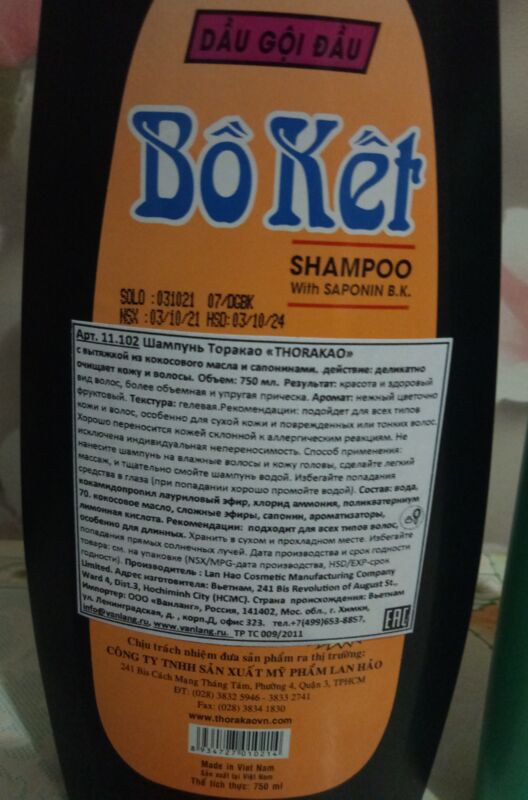 DẦU GỘI ĐẦU
Bồ Kết
SHAMPOO
With SAPONIN B.K.
SOLO :031021 07/DGBK
NSX :03/10/21 HSD:03/10/24
Арт. 11.102 Шампунь Торакао «THORAKAO»
с вытяжкой из кокосового масла и сапонинами. действие: деликатно
очищает кожу и волосы. Объем: 750 мл. Результат: красота и здоровый
вид волос, более объемная и упругая прическа. Аромат: нежный цветочно
фруктовый. Текстура: гелевая.Рекомендации: подойдет для всех типов
кожи и волос, особенно для сухой кожи и поврежденных или тонких волос.
Хорошо переносится кожей склонной к аллергическим реакциям. Не
исключена индивидуальная непереносимость. Способ применения:
нанесите шампунь на влажные волосы и кожу головы, сделайте легкий
массаж, и тщательно смойте шампунь водой. Избегайте попадания
средства в глаза (при попадании хорошо промойте водой). Состав: вода,
кокамидопропил лауриловый эфир, хлорид аммония, поликватерниум
70. кокосовое масло, сложные эфиры, сапонин, ароматизаторы,
лимонная кислота. Рекомендации: подходит для всех типов волос,
особенно для длинных. Хранить в сухом и прохладном месте. Избегать
попадания прямых солнечных лучей. Дата производства и срок годности
товара: см. на упаковке (NSX/MPG-дата производства, HSD/EXP-срок
годности). Производитель : Lan Hao Cosmetic Manufacturing Company
Limited. Адрес изготовителя: Вьетнам, 241 Bis Revolution of August St.,
Ward 4, Dist.3, Hochiminh City (HCMC). Страна происхождения: Вьетнам
Импортер: ООО «Ванланг», Россия, 141402, Мос. обл., г. Химки,
ул. Ленинградская, д. , корп.Д, офис 323. тел.+7(499)653-8857,
info@vanlang.ru, www.vanlang.ru. ТР ТС 009/2011
EAC
Chịu trách nhiệm đưa sản phẩm ra thị trường:
CÔNG TY TNHH SẢN XUẤT MỸ PHẨM LAN HẢO
241 Bis Cách Mạng Tháng Tám, Phường 4, Quận 3, TPHCM
ĐT: (028) 3832 5946 - 3833 2741
Fax: (028) 3834 1830
www.thorakaovn.com
8 934727 010214
Made in Viet Nam
Sản xuất tại Việt Nam
Thể tích thực: 750 ml